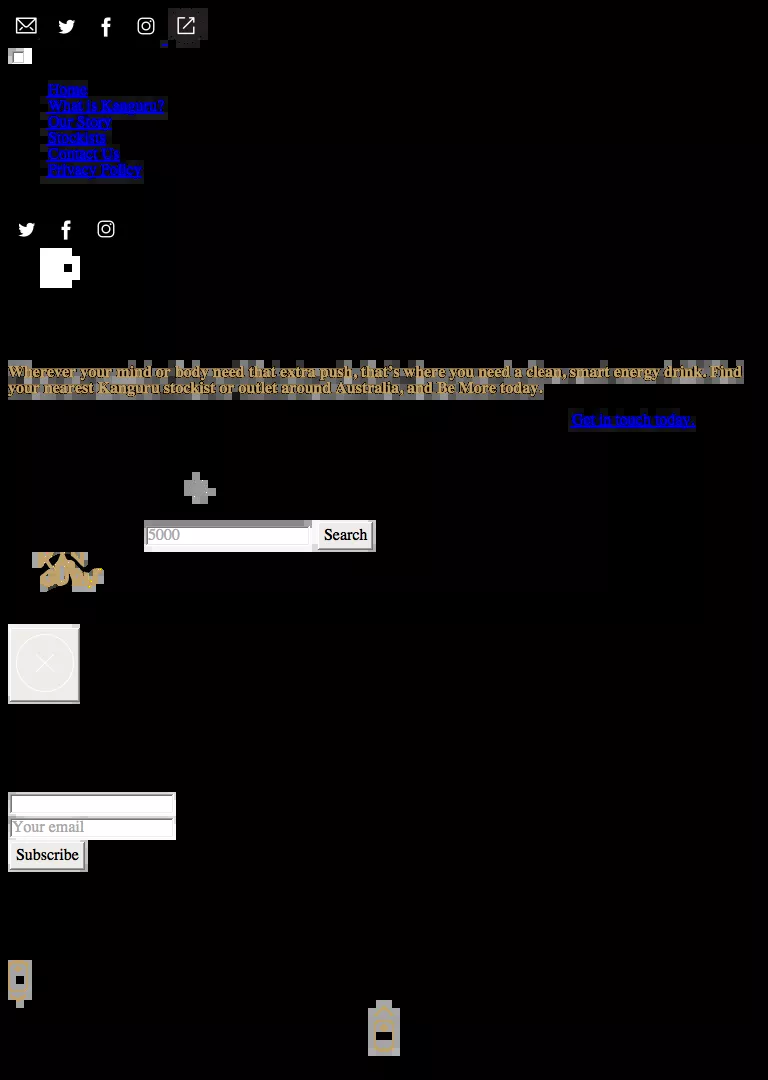 Home
What is Kanguru?
Our Story
Stockists
Contact Us
Privacy Policy
Wherever your mind or body need that extra push, that's where you need a clean, smart energy drink. Find
your nearest Kanguru stockist or outlet around Australia, and Be More today.
Get in touch today.
5000 Search
Your email
Subscribe